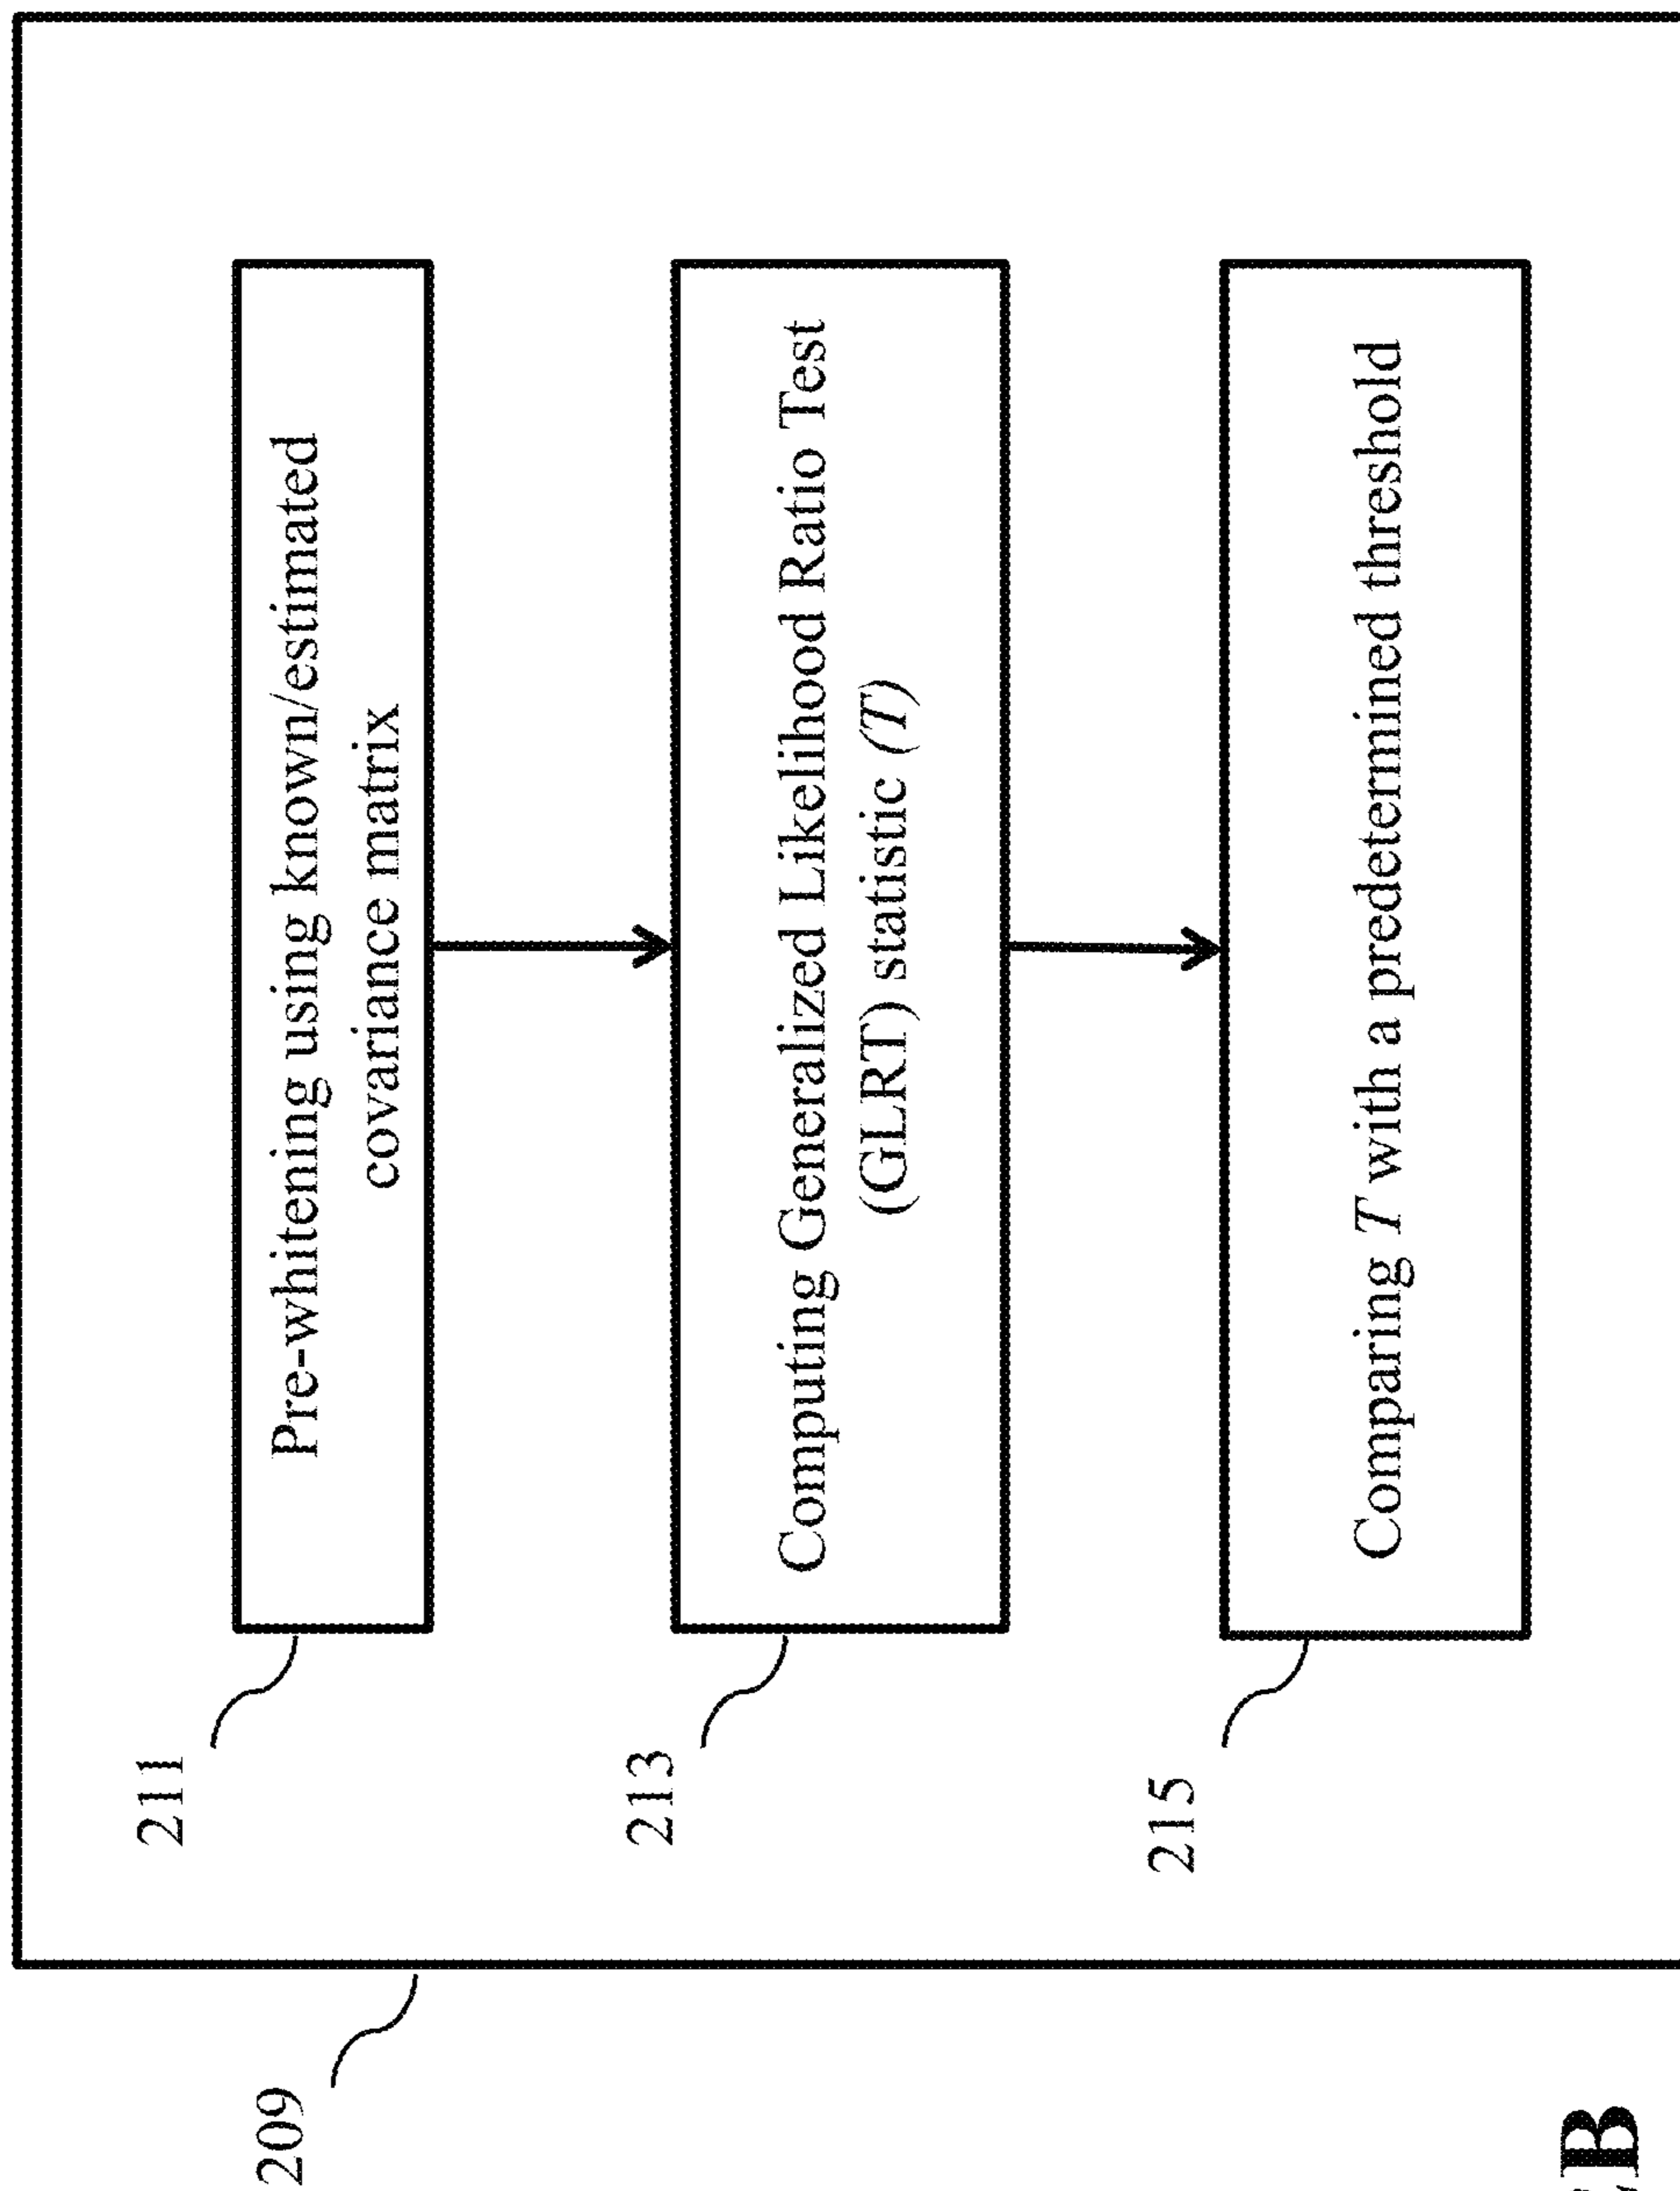 209
211
Pre-whitening using known/estimated
covariance matrix
213
Computing Generalized Likelihood Ratio Test
(GLRT) statistic (T)
215
Comparing T with a predetermined threshold
B